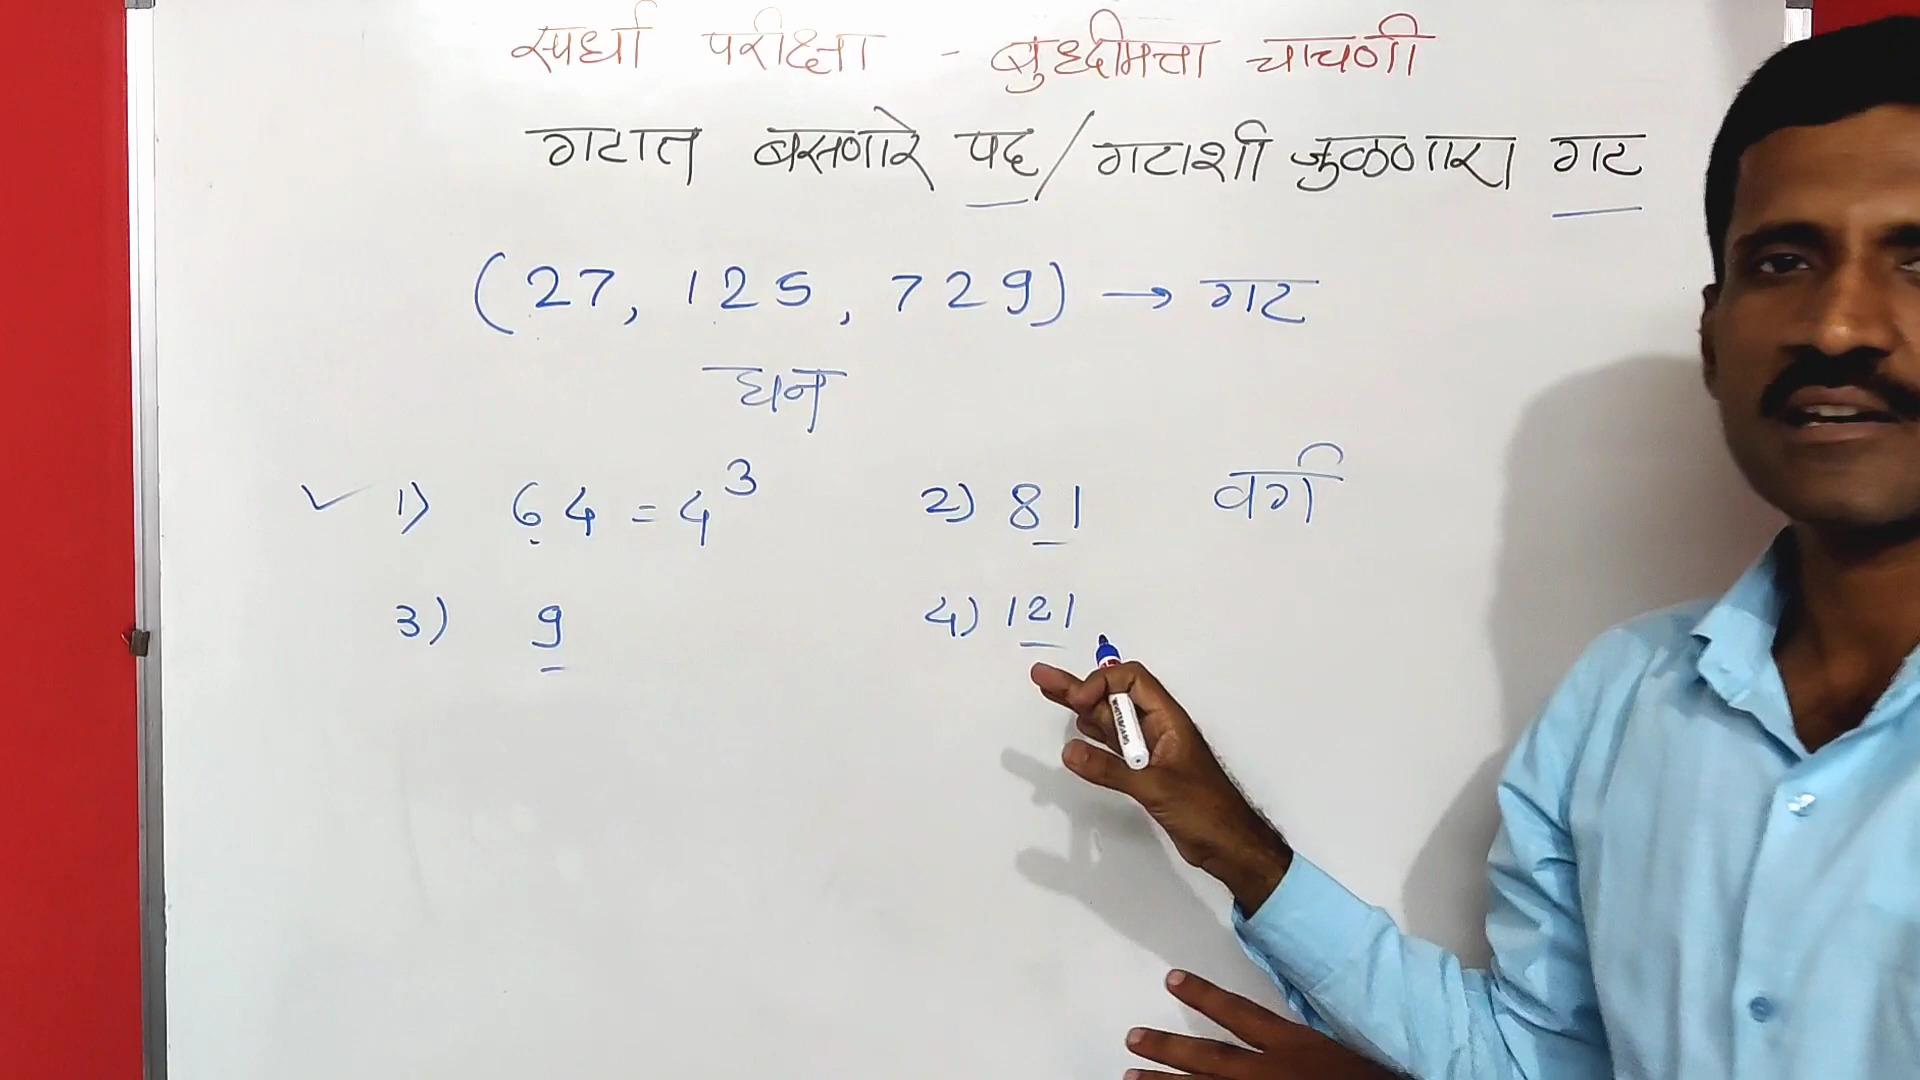 स्पर्धा परीक्षा - बुध्दीमत्ता चाचणी
गटात बसणारे पद / गटाशी जुळणारा गट
(27, 125, 729) → गट
घन
✓ 1) 64 = 4³ 2) 81 वर्ग
3) 9 4) 121
WHITEBOARD